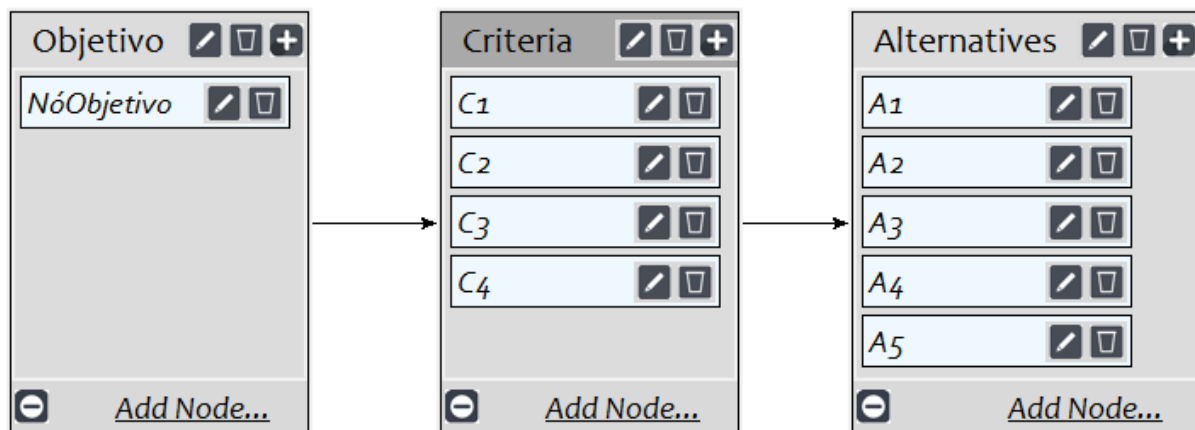 Objetivo
NóObjetivo
Add Node...
Criteria
C1
C2
C3
C4
Add Node...
Alternatives
A1
A2
A3
A4
A5
Add Node...